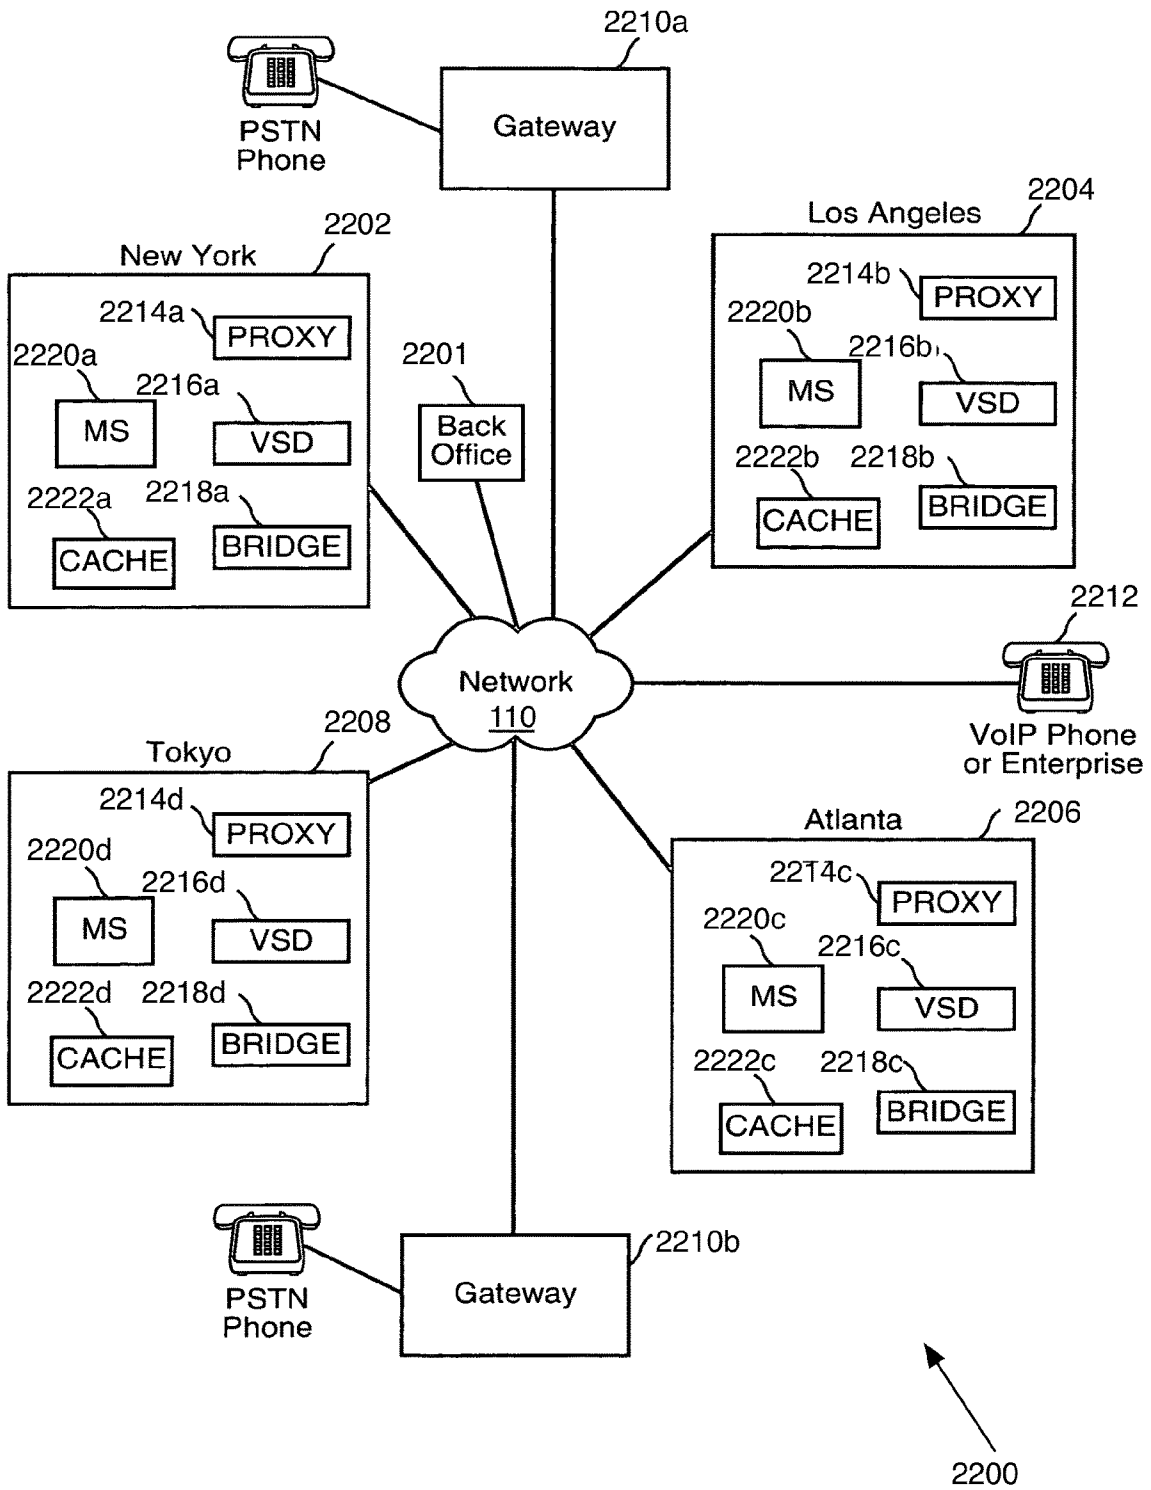 2210a
PSTN
Phone
Gateway
2204
Los Angeles
2202
New York
2214b
PROXY
2220b
2216b
MS
VSD
2222b
2218b
CACHE
BRIDGE
2214a
PROXY
2220a
2216a
MS
VSD
2222a
2218a
CACHE
BRIDGE
2201
Back
Office
2212
VoIP Phone
or Enterprise
Network
110
2208
Tokyo
2214d
PROXY
2220d
2216d
MS
VSD
2222d
2218d
CACHE
BRIDGE
2206
Atlanta
2214c
PROXY
2220c
2216c
MS
VSD
2222c
2218c
CACHE
BRIDGE
PSTN
Phone
2210b
Gateway
2200